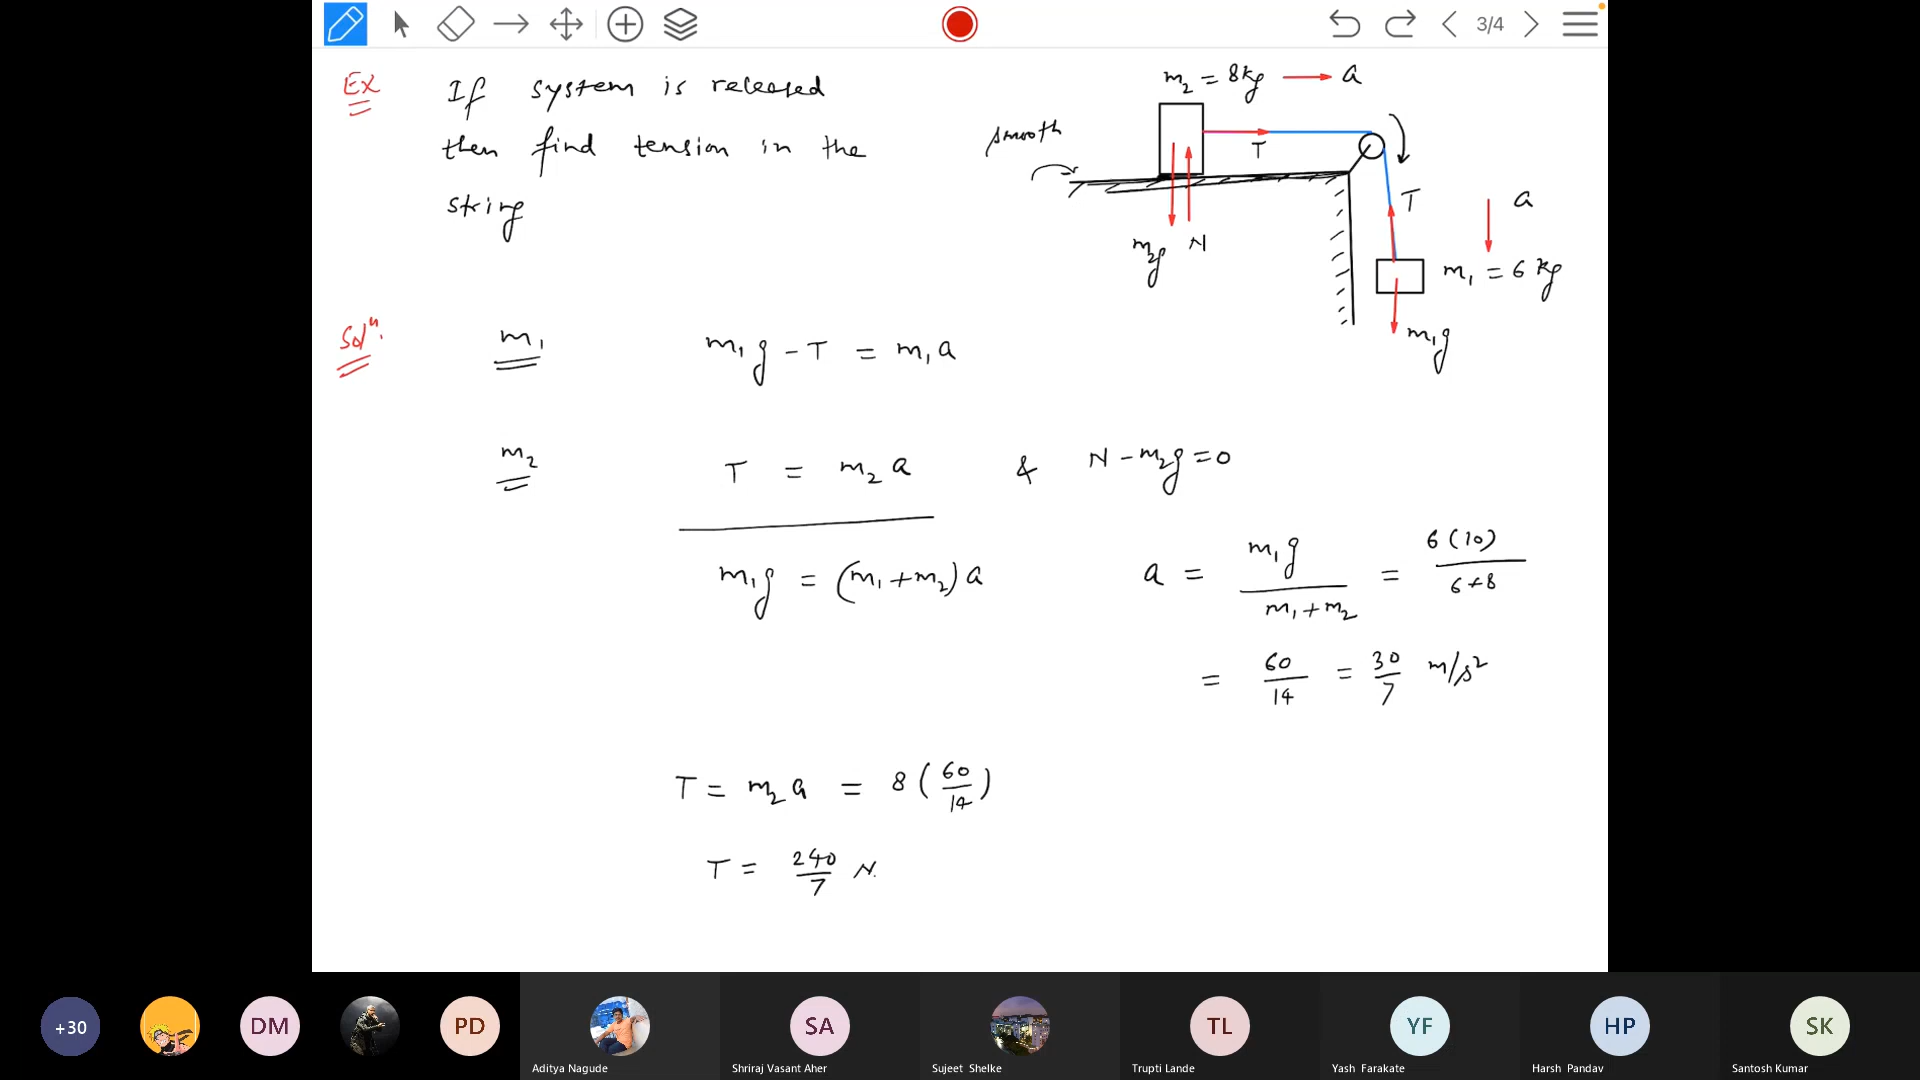 3/4
Ex If system is released
then find tension in the
string
m₂ = 8kg → a
smooth
T
T
a
m₂g N
m₁ = 6 kg
m₁g
Solⁿ. m₁ m₁g - T = m₁a
m₂ T = m₂a & N - m₂g = 0
m₁g = (m₁+m₂) a a = m₁g / m₁+m₂ = 6(10) / 6+8
= 60/14 = 30/7 m/s²
T = m₂a = 8(60/14)
T = 240/7 N.
+30 DM PD SA TL YF HP SK
Aditya Nagude Shriraj Vasant Aher Sujeet Shelke Trupti Lande Yash Farakate Harsh Pandav Santosh Kumar